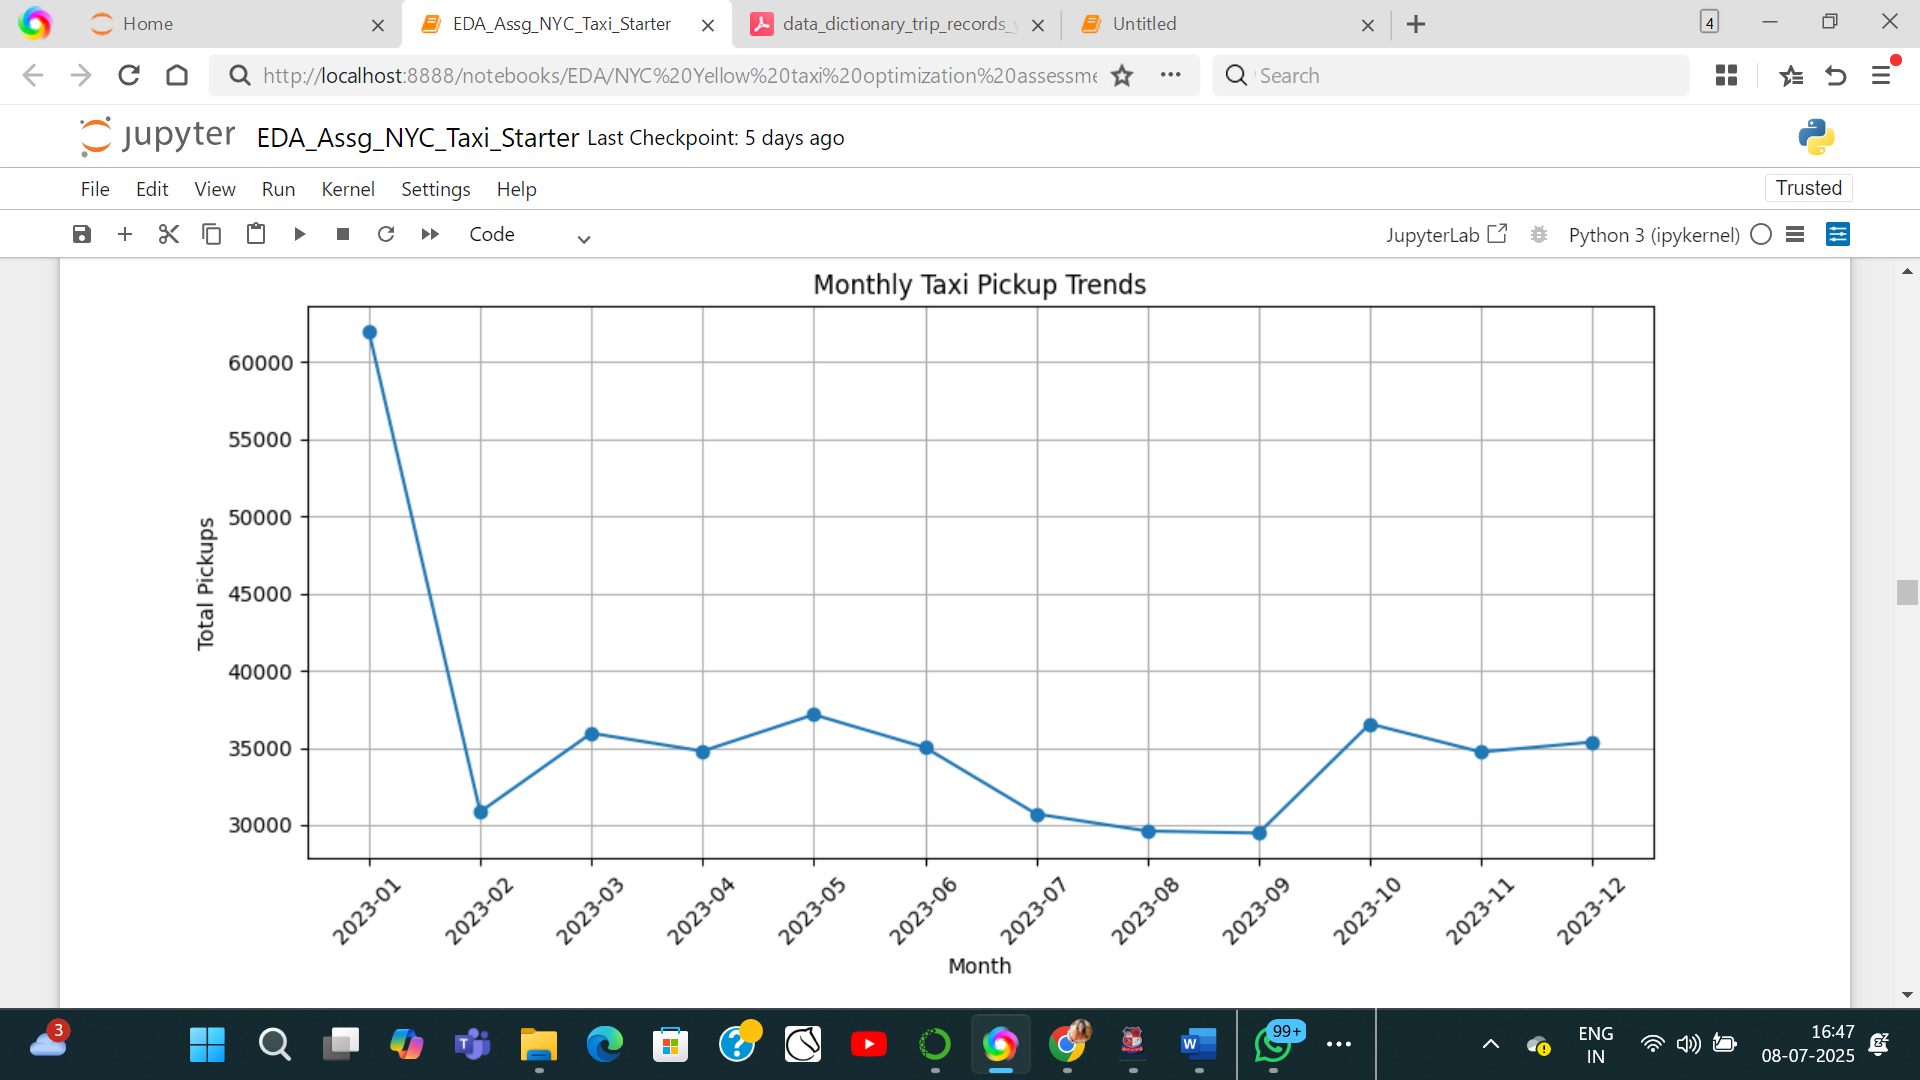 Home
EDA_Assg_NYC_Taxi_Starter
data_dictionary_trip_records_
Untitled
4
http://localhost:8888/notebooks/EDA/NYC%20Yellow%20taxi%20optimization%20assessme
Search
jupyter EDA_Assg_NYC_Taxi_Starter Last Checkpoint: 5 days ago
File Edit View Run Kernel Settings Help
Trusted
Code
JupyterLab
Python 3 (ipykernel)
Monthly Taxi Pickup Trends
60000
55000
50000
45000
40000
35000
30000
Total Pickups
2023-01
2023-02
2023-03
2023-04
2023-05
2023-06
2023-07
2023-08
2023-09
2023-10
2023-11
2023-12
Month
3
99+
ENG
IN
16:47
08-07-2025